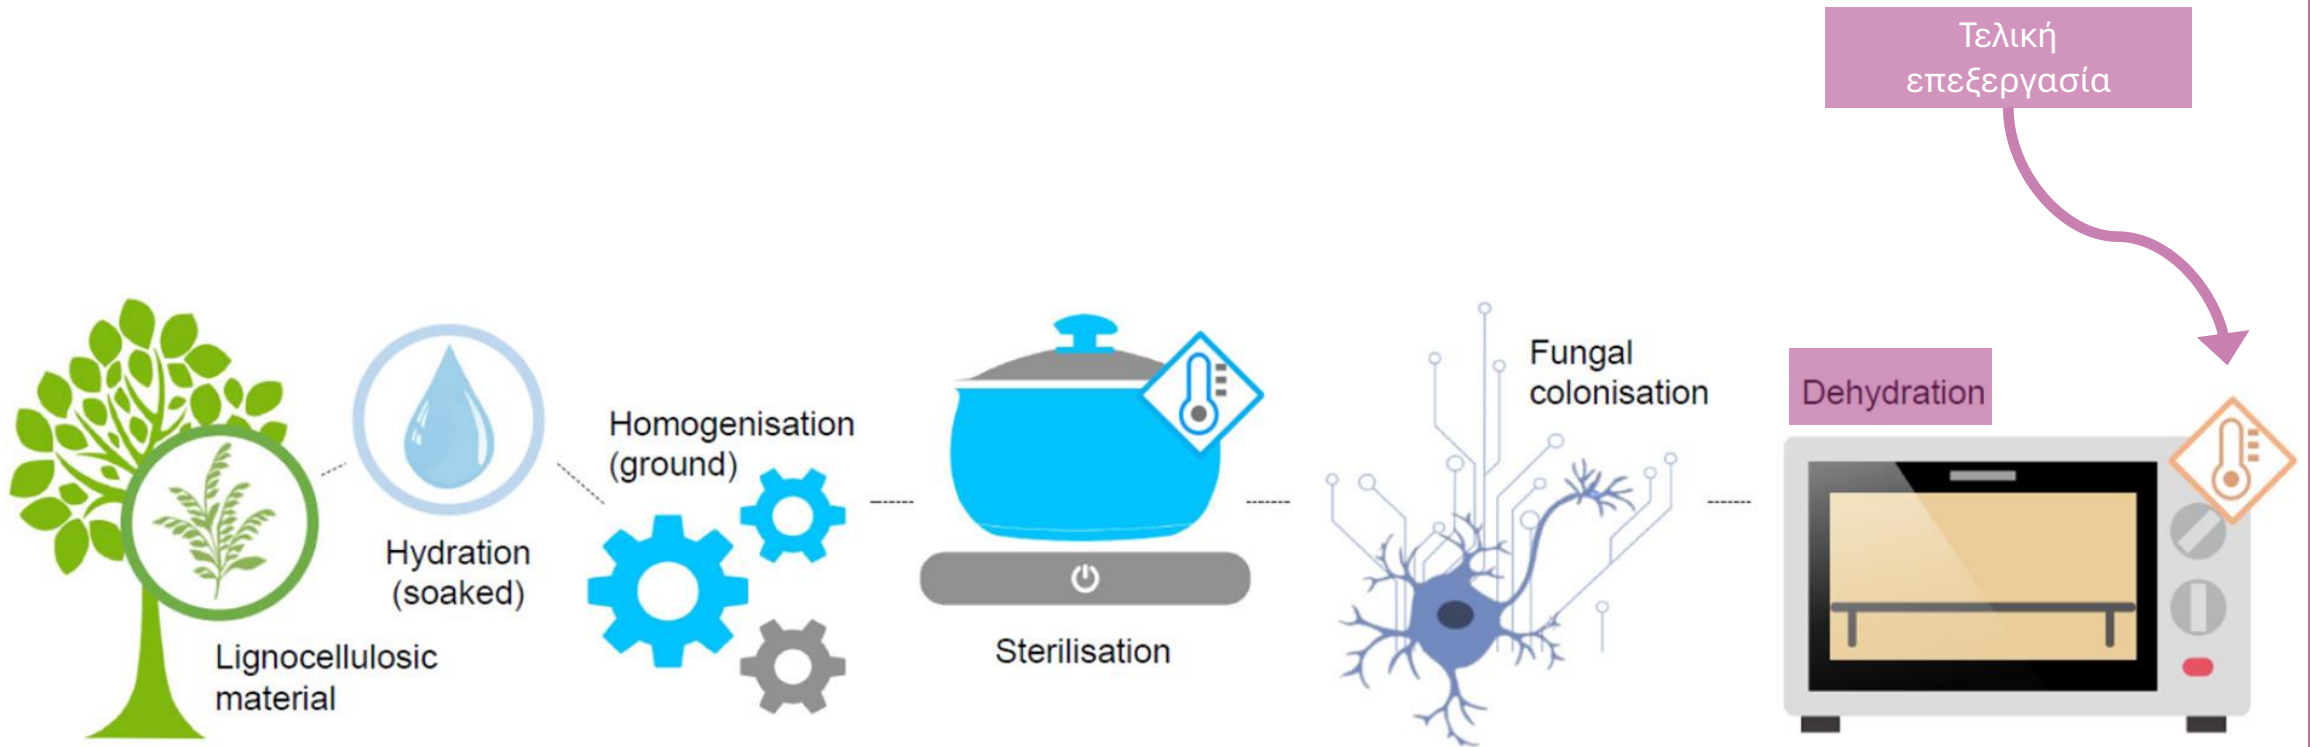 Τελική
επεξεργασία
Lignocellulosic
material
Hydration
(soaked)
Homogenisation
(ground)
Sterilisation
Fungal
colonisation
Dehydration